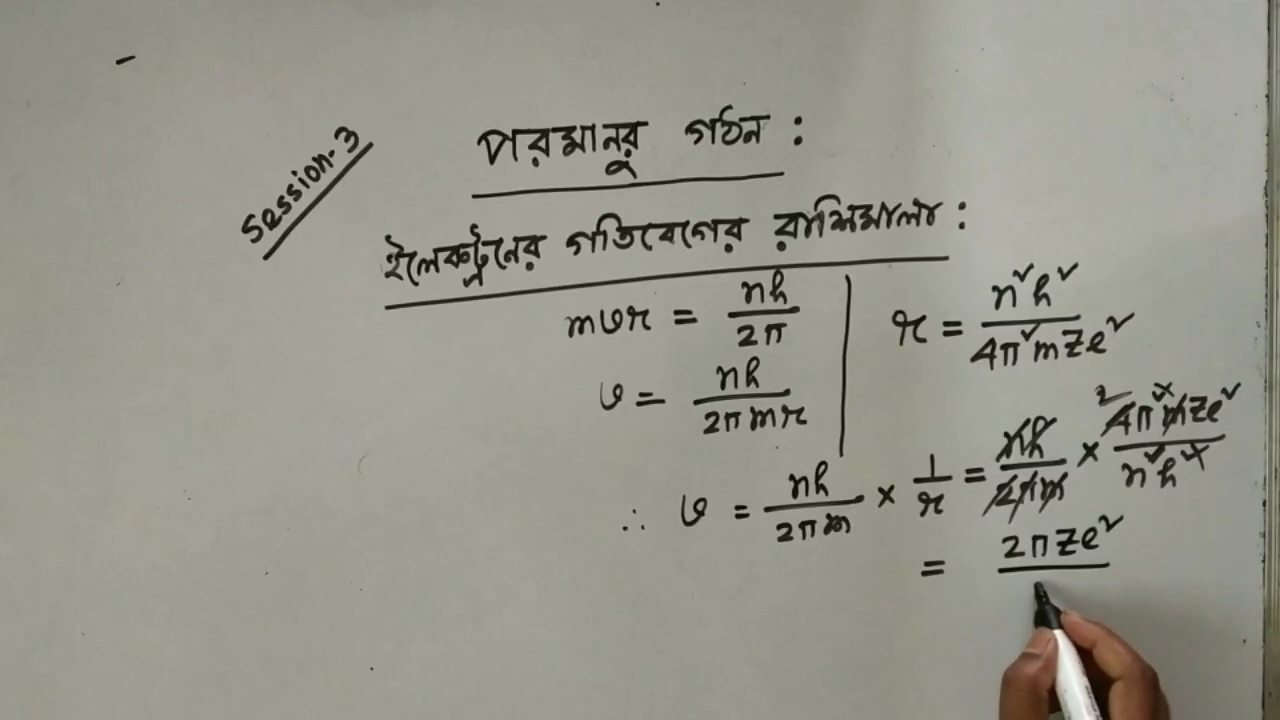 Session-3
পরমানুর গঠন :
ইলেকট্রনের গতিবেগের রাশিমালা :
mvr = nh/2π
r = n²h²/4π²mZe²
v = nh/2πmr
∴ v = nh/2πm × 1/r = nh/2πm × 4π²mZe²/n²h²
= 2πZe²